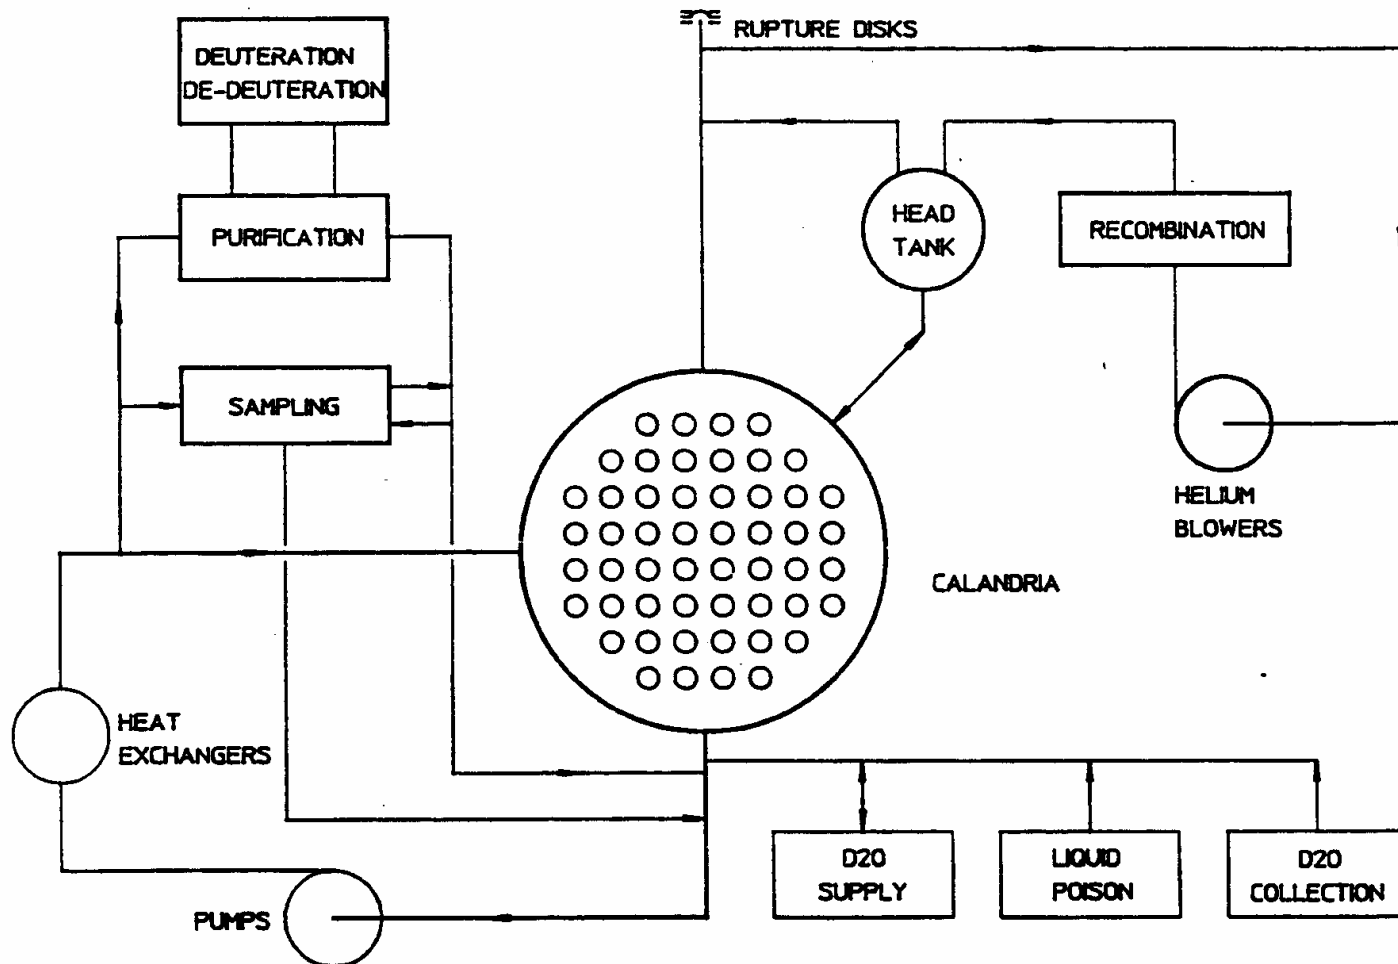 RUPTURE DISKS
DEUTERATION
DE-DEUTERATION
PURIFICATION
HEAD
TANK
RECOMBINATION
SAMPLING
HELIUM
BLOWERS
CALANDRIA
HEAT
EXCHANGERS
D2O
SUPPLY
LIQUID
POISON
D2O
COLLECTION
PUMPS